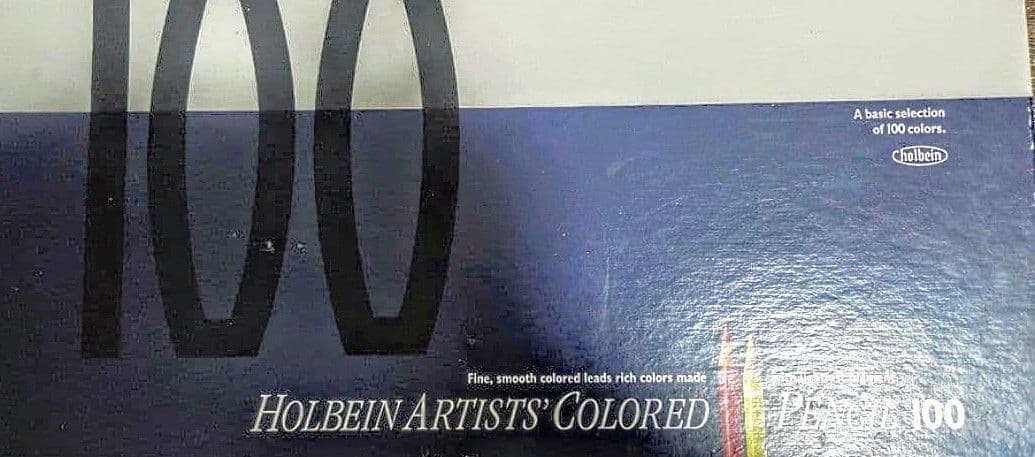 100
A basic selection
of 100 colors.
holbein
Fine, smooth colored leads rich colors made
HOLBEIN ARTISTS' COLORED PENCIL 100